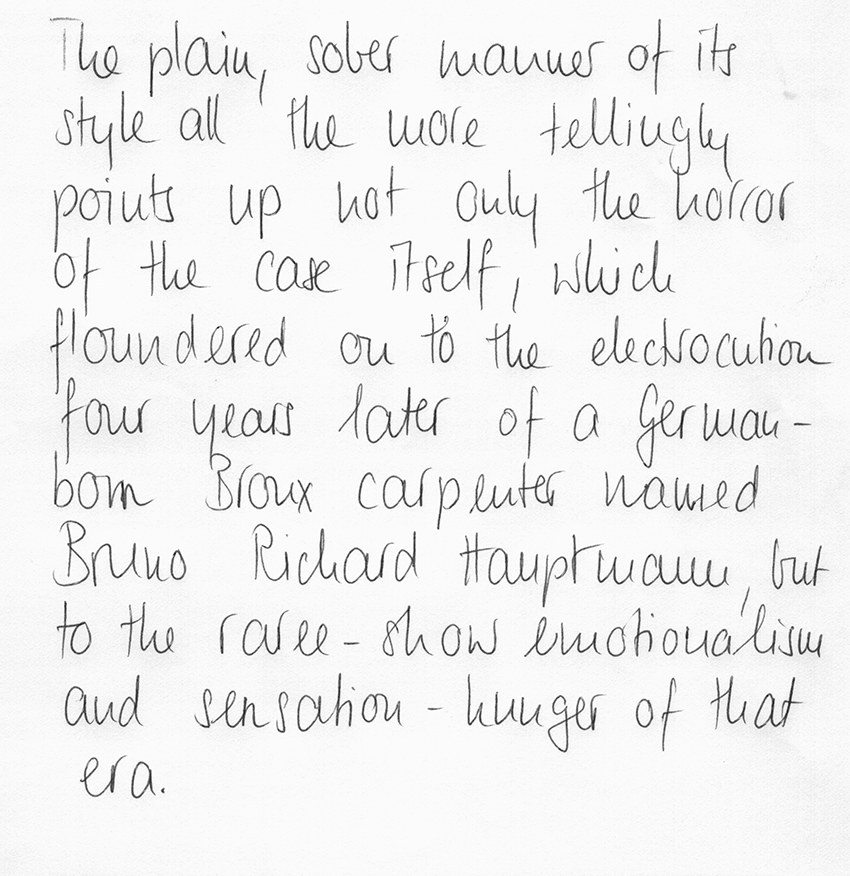 The plain, sober manner of its
style all the more tellingly
points up not only the horror
of the case itself, which
floundered on to the electrocution
four years later of a German-
born Bronx carpenter named
Bruno Richard Hauptmann, but
to the raree-show emotionalism
and sensation-hunger of that
era.